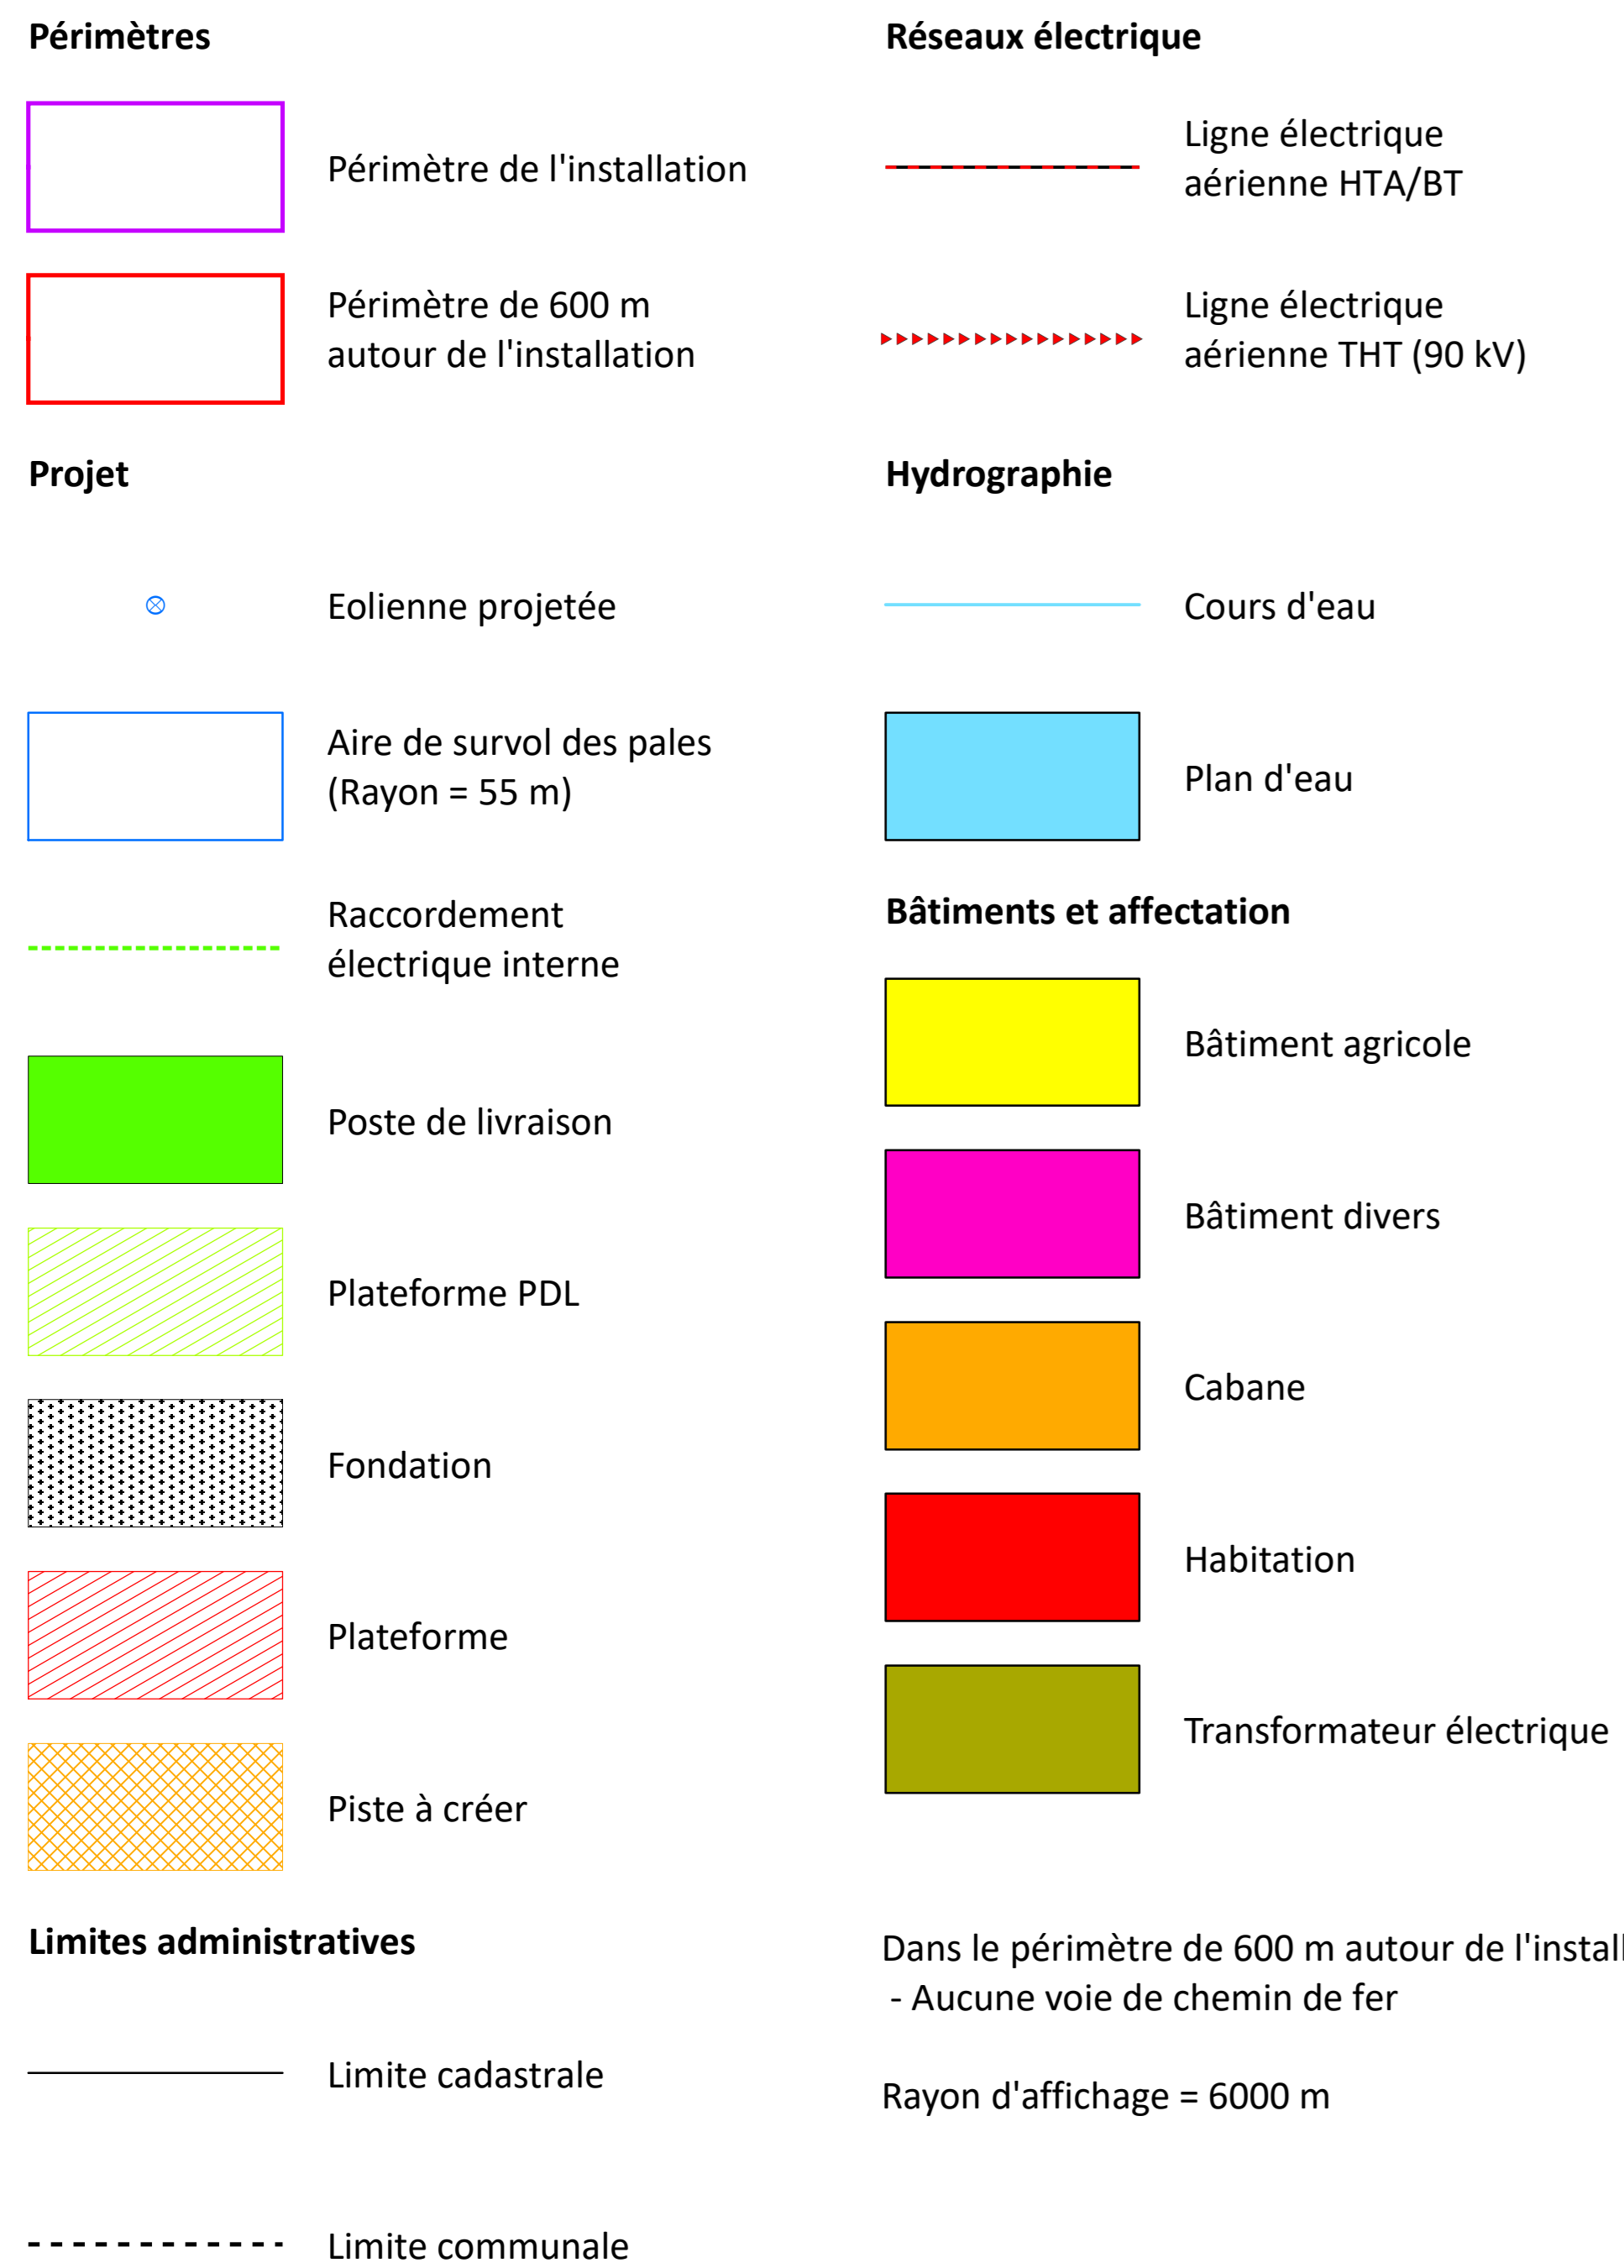 Périmètres
Périmètre de l'installation
Périmètre de 600 m
autour de l'installation
Projet
Eolienne projetée
Aire de survol des pales
(Rayon = 55 m)
Raccordement
électrique interne
Poste de livraison
Plateforme PDL
Fondation
Plateforme
Piste à créer
Limites administratives
Limite cadastrale
Limite communale
Réseaux électrique
Ligne électrique
aérienne HTA/BT
Ligne électrique
aérienne THT (90 kV)
Hydrographie
Cours d'eau
Plan d'eau
Bâtiments et affectation
Bâtiment agricole
Bâtiment divers
Cabane
Habitation
Transformateur électrique
Dans le périmètre de 600 m autour de
- Aucune voie de chemin de fer
Rayon d'affichage = 6000 m